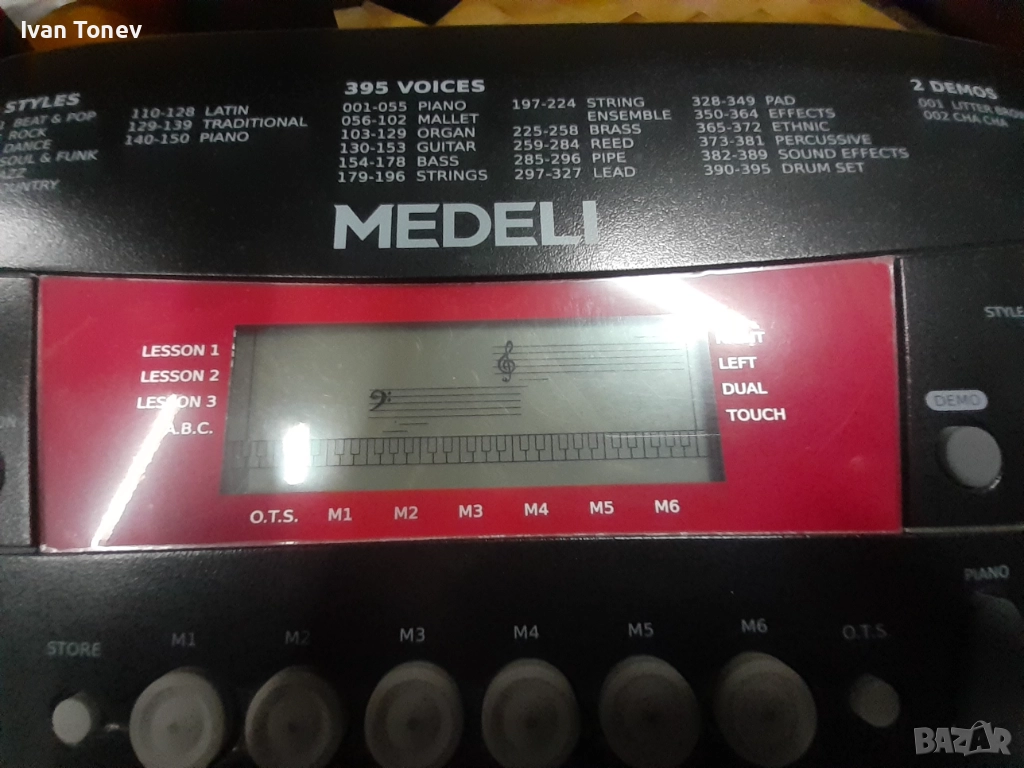 Ivan Tonev
STYLES
BEAT & POP
ROCK
DANCE
SOUL & FUNK
110-128 LATIN
129-139 TRADITIONAL
140-150 PIANO
395 VOICES
001-055 PIANO
056-102 MALLET
103-129 ORGAN
130-153 GUITAR
154-178 BASS
179-196 STRINGS
197-224 STRING
ENSEMBLE
225-258 BRASS
259-284 REED
285-296 PIPE
297-327 LEAD
328-349 PAD
350-364 EFFECTS
365-372 ETHNIC
373-381 PERCUSSIVE
382-389 SOUND EFFECTS
390-395 DRUM SET
2 DEMOS
001 LITTER BROW
002 CHA CHA
MEDELI
LESSON 1
LESSON 2
LESSON 3
A.B.C.
LEFT
DUAL
TOUCH
STYLE
DEMO
O.T.S. M1 M2 M3 M4 M5 M6
PIANO
STORE M1 M2 M3 M4 M5 M6 O.T.S
BAZAR